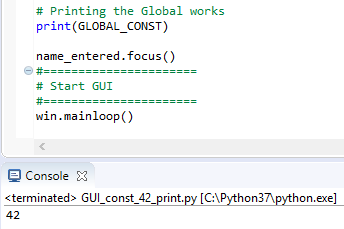 # Printing the Global works
print(GLOBAL_CONST)
name_entered.focus()
#======================
# Start GUI
#======================
win.mainloop()
Console
<terminated> GUI_const_42_print.py [C:\Python37\python.exe]
42